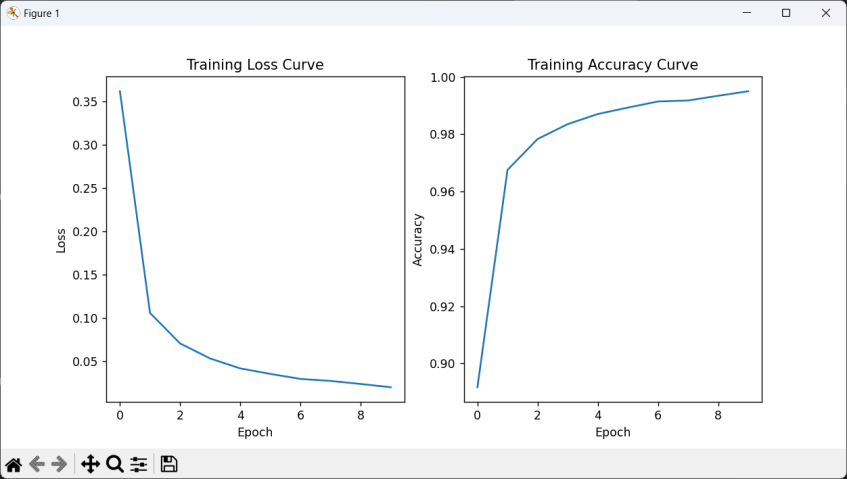 Figure 1
Training Loss Curve
0.35
0.30
0.25
0.20
0.15
0.10
0.05
Loss
0 2 4 6 8
Epoch
Training Accuracy Curve
1.00
0.98
0.96
0.94
0.92
0.90
Accuracy
0 2 4 6 8
Epoch